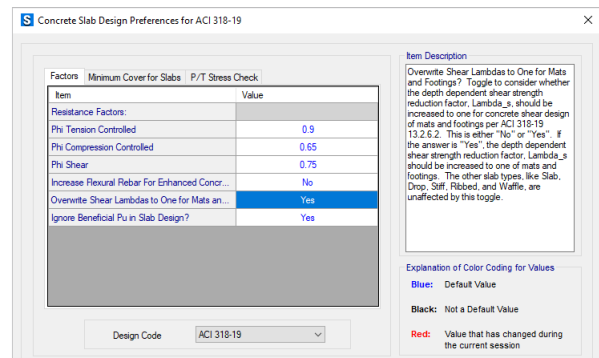 S Concrete Slab Design Preferences for ACI 318-19
Factors Minimum Cover for Slabs P/T Stress Check
Item Value
Resistance Factors:
Phi Tension Controlled 0.9
Phi Compression Controlled 0.65
Phi Shear 0.75
Increase Flexural Rebar For Enhanced Concr... No
Overwrite Shear Lambdas to One for Mats an... Yes
Ignore Beneficial Pu in Slab Design? Yes
Design Code ACI 318-19
Item Description
Overwrite Shear Lambdas to One for Mats
and Footings? Toggle to consider whether
the depth dependent shear strength
reduction factor, Lambda_s, should be
increased to one for concrete shear design
of mats and footings per ACI 318-19
13.2.6.2. This is either "No" or "Yes". If
the answer is "Yes", the depth dependent
shear strength reduction factor, Lambda_s
should be increased to one of mats and
footings. The other slab types, like Slab,
Drop, Stiff, Ribbed, and Waffle, are
unaffected by this toggle.
Explanation of Color Coding for Values
Blue: Default Value
Black: Not a Default Value
Red: Value that has changed during
the current session